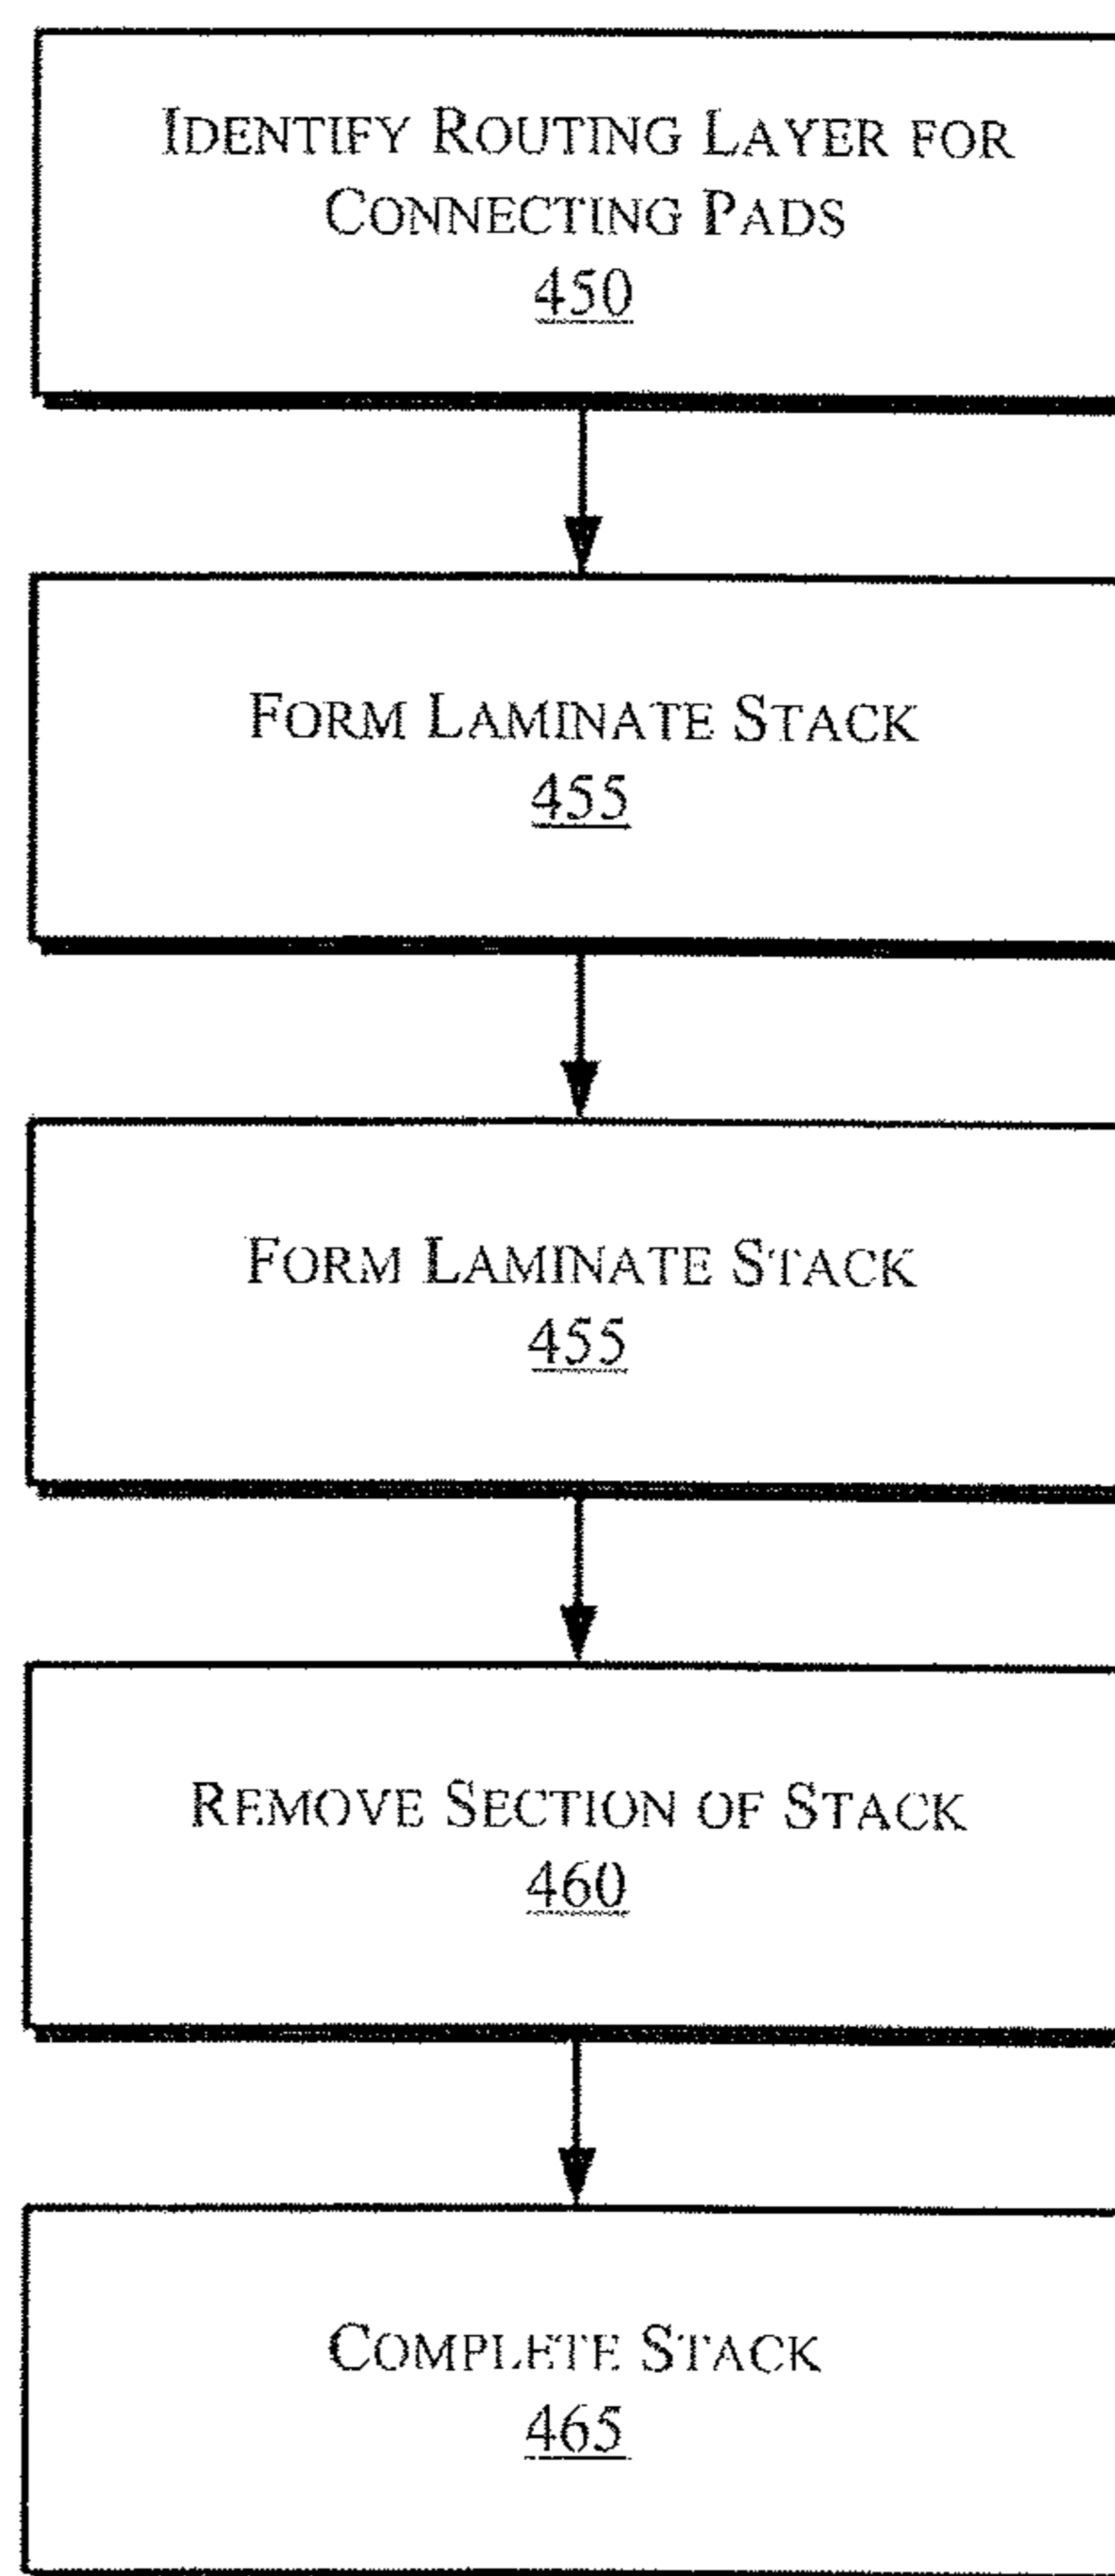 IDENTIFY ROUTING LAYER FOR
CONNECTING PADS
450
FORM LAMINATE STACK
455
FORM LAMINATE STACK
455
REMOVE SECTION OF STACK
460
COMPLETE STACK
465